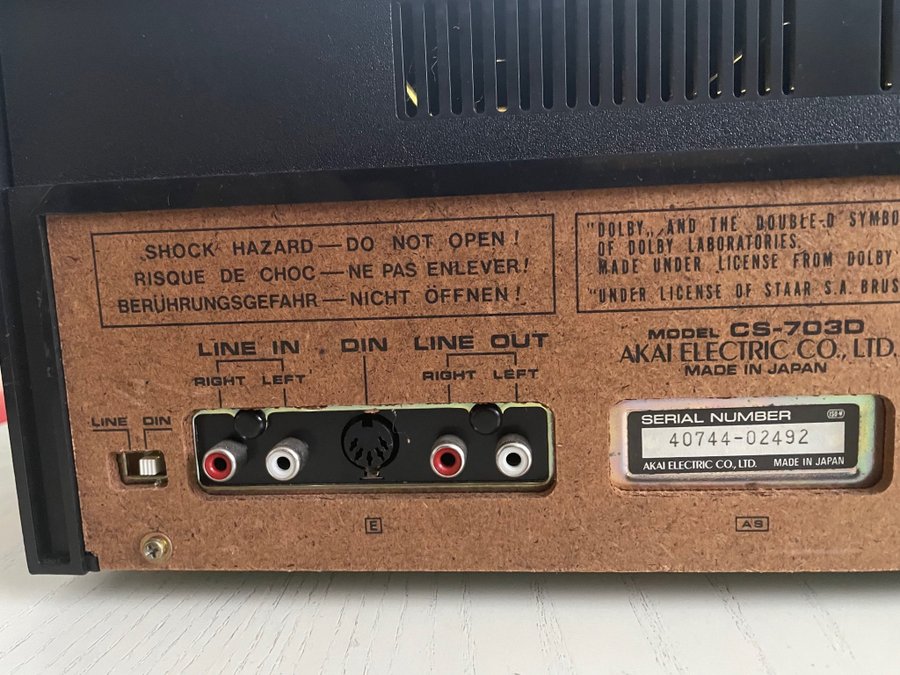 SHOCK HAZARD—DO NOT OPEN!
RISQUE DE CHOC—NE PAS ENLEVER!
BERÜHRUNGSGEFAHR—NICHT ÖFFNEN!
"DOLBY„ AND THE DOUBLE-D SYMBO
OF DOLBY LABORATORIES.
MADE UNDER LICENSE FROM DOLBY
"UNDER LICENSE OF STAAR S.A. BRUS
MODEL CS-703D
AKAI ELECTRIC CO., LTD.
MADE IN JAPAN
LINE IN DIN LINE OUT
RIGHT LEFT RIGHT LEFT
LINE DIN
SERIAL NUMBER
40744-02492
AKAI ELECTRIC CO., LTD. MADE IN JAPAN
E
AS